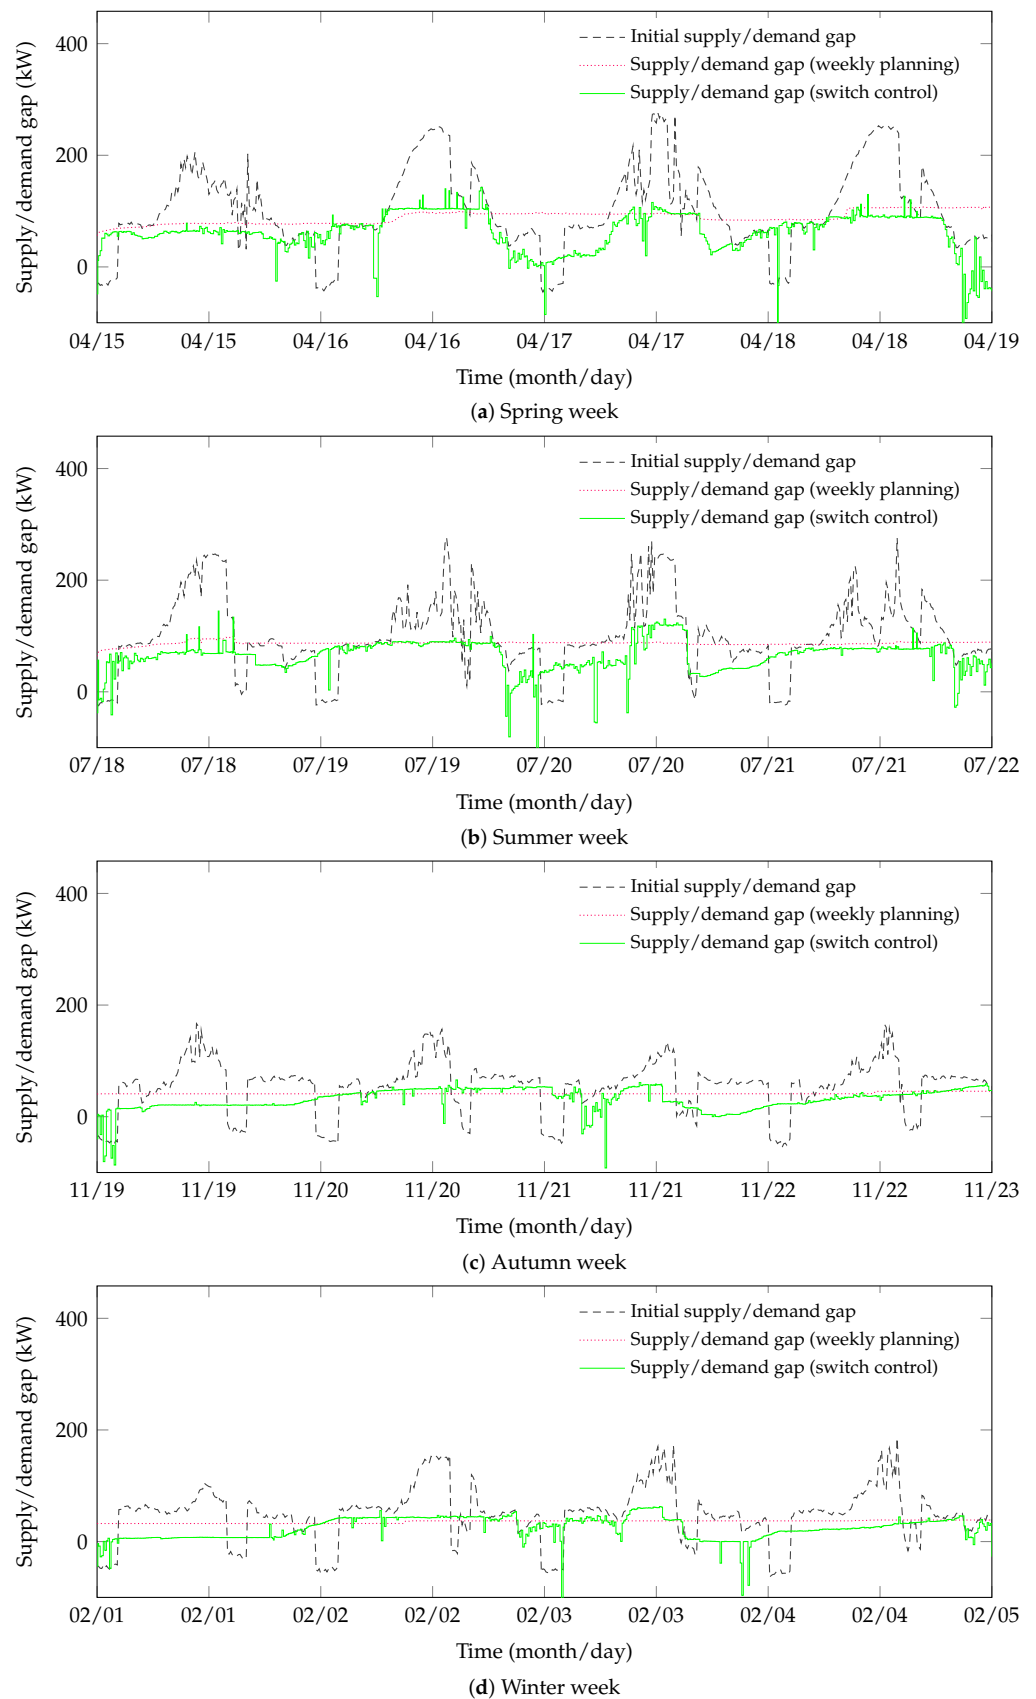 Supply/demand gap (kW)
400
200
0
Initial supply/demand gap
Supply/demand gap (weekly planning)
Supply/demand gap (switch control)
04/15 04/15 04/16 04/16 04/17 04/17 04/18 04/18 04/19
Time (month/day)
(a) Spring week
Supply/demand gap (kW)
400
200
0
Initial supply/demand gap
Supply/demand gap (weekly planning)
Supply/demand gap (switch control)
07/18 07/18 07/19 07/19 07/20 07/20 07/21 07/21 07/22
Time (month/day)
(b) Summer week
Supply/demand gap (kW)
400
200
0
Initial supply/demand gap
Supply/demand gap (weekly planning)
Supply/demand gap (switch control)
11/19 11/19 11/20 11/20 11/21 11/21 11/22 11/22 11/23
Time (month/day)
(c) Autumn week
Supply/demand gap (kW)
400
200
0
Initial supply/demand gap
Supply/demand gap (weekly planning)
Supply/demand gap (switch control)
02/01 02/01 02/02 02/02 02/03 02/03 02/04 02/04 02/05
Time (month/day)
(d) Winter week